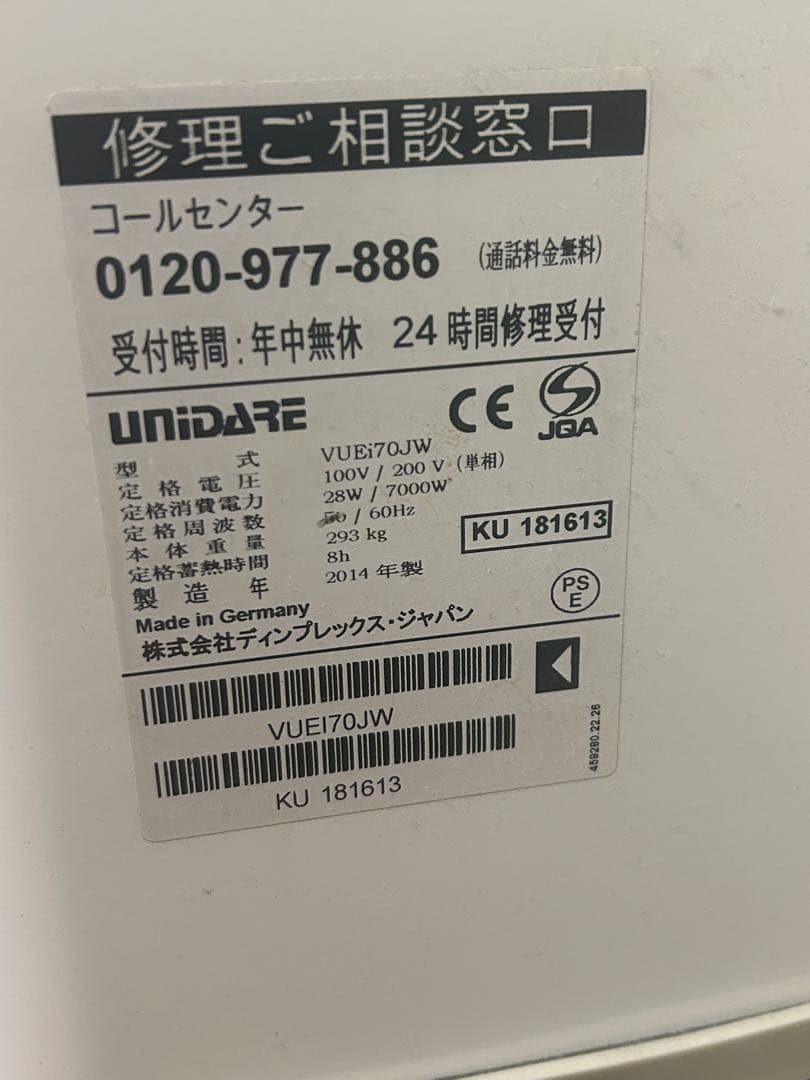 修理ご相談窓口
コールセンター
0120-977-886 (通話料金無料)
受付時間：年中無休 24時間修理受付
UNiDARE CE JQA
型式 VUEi70JW
定格電圧 100V / 200 V (単相)
定格消費電力 28W / 7000W
定格周波数 50 / 60Hz
本体重量 293 kg
定格蓄熱時間 8h
製造年 2014 年製
KU 181613
PS
E
Made in Germany
株式会社ディンプレックス・ジャパン
VUEI70JW
KU 181613
459280.22.26